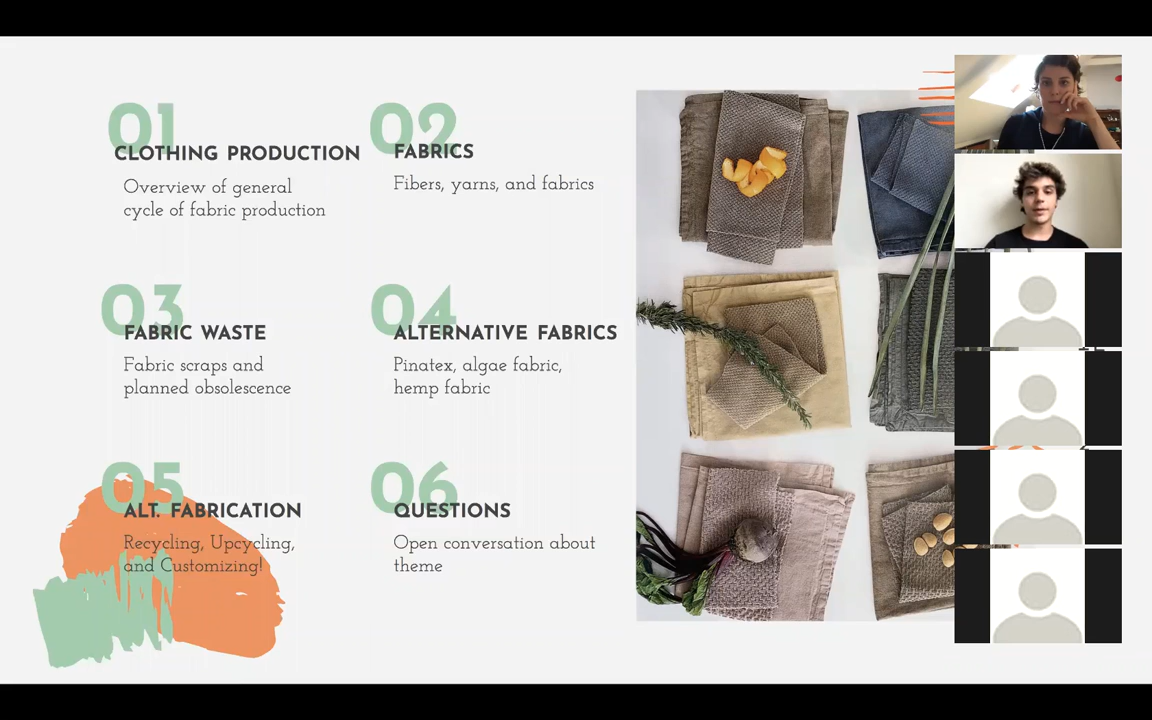 01
CLOTHING PRODUCTION
Overview of general
cycle of fabric production
02
FABRICS
Fibers, yarns, and fabrics
03
FABRIC WASTE
Fabric scraps and
planned obsolescence
04
ALTERNATIVE FABRICS
Pinatex, algae fabric,
hemp fabric
05
ALT. FABRICATION
Recycling, Upcycling,
and Customizing!
06
QUESTIONS
Open conversation about
theme